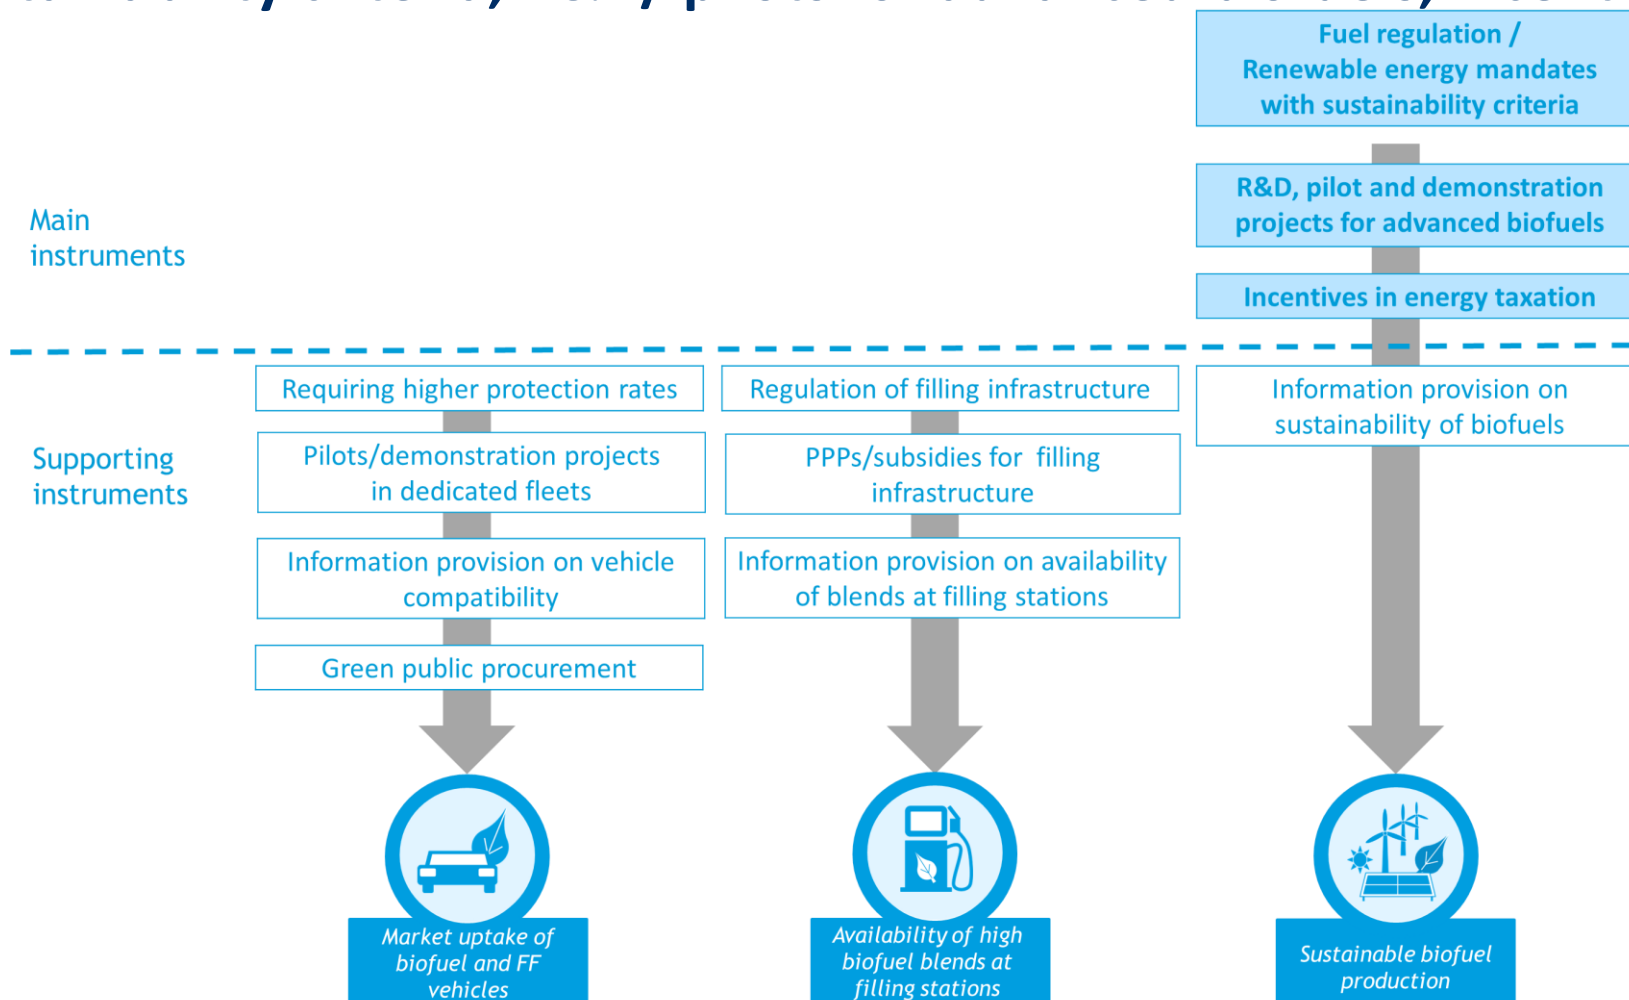 Fuel regulation /
Renewable energy mandates
with sustainability criteria
R&D, pilot and demonstration
projects for advanced biofuels
Incentives in energy taxation
Main
instruments
Supporting
instruments
Requiring higher protection rates
Pilots/demonstration projects
in dedicated fleets
Information provision on vehicle
compatibility
Green public procurement
Regulation of filling infrastructure
PPPs/subsidies for filling
infrastructure
Information provision on availability
of blends at filling stations
Information provision on
sustainability of biofuels
Market uptake of
biofuel and FF
vehicles
Availability of high
biofuel blends at
filling stations
Sustainable biofuel
production